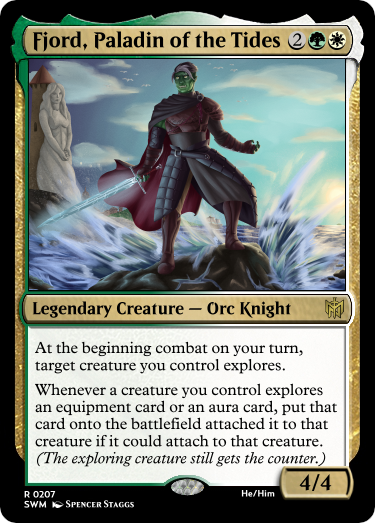 Fjord, Paladin of the Tides 2
Legendary Creature — Orc Knight
At the beginning combat on your turn,
target creature you control explores.
Whenever a creature you control explores
an equipment card or an aura card, put that
card onto the battlefield attached it to that
creature if it could attach to that creature.
(The exploring creature still gets the counter.)
4/4
R 0207
He/Him
SWM Spencer Staggs